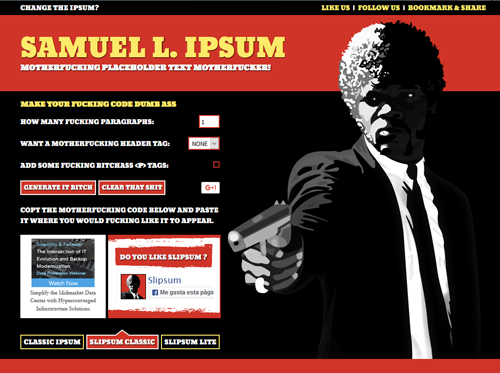 CHANGE THE IPSUM?
LIKE US | FOLLOW US | BOOKMARK & SHARE
SAMUEL L. IPSUM
MOTHERFUCKING PLACEHOLDER TEXT MOTHERFUCKER!
MAKE YOUR FUCKING CODE DUMB ASS
HOW MANY FUCKING PARAGRAPHS: 1
WANT A MOTHERFUCKING HEADER TAG: NONE
ADD SOME FUCKING BITCHASS <P> TAGS:
GENERATE IT BITCH CLEAR THAT SHIT G+1
COPY THE MOTHERFUCKING CODE BELOW AND PASTE
IT WHERE YOU WOULD FUCKING LIKE IT TO APPEAR.
The Intersection of IT
Evolution and Backup
Modernization
Data Protection Webinar
Watch Now
Simplify the Midmarket Data
Center with Hyperconverged
Infrastructure Solutions
DO YOU LIKE SLIPSUM ?
Slipsum
Me gusta esta pági
CLASSIC IPSUM SLIPSUM CLASSIC SLIPSUM LITE